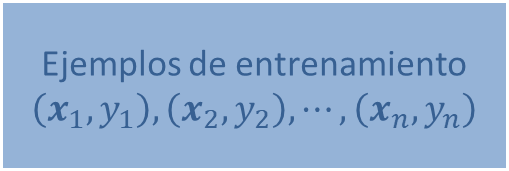 Ejemplos de entrenamiento
(𝒙₁, y₁), (𝒙₂, y₂), ⋯ , (𝒙ₙ, yₙ)